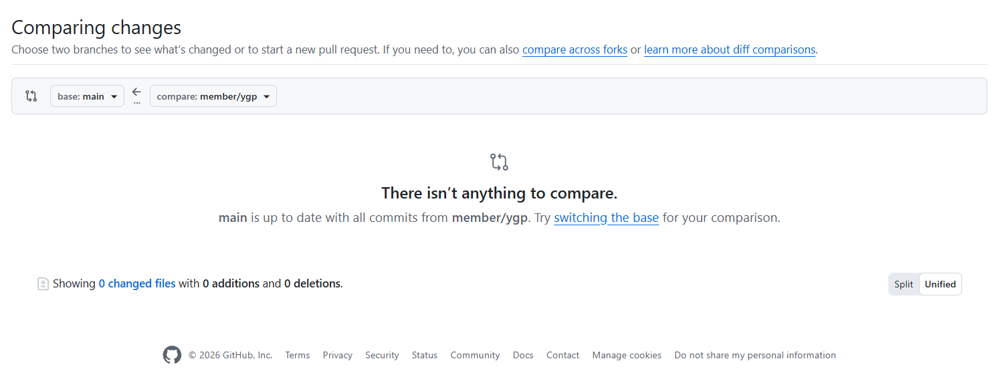 Comparing changes
Choose two branches to see what’s changed or to start a new pull request. If you need to, you can also compare across forks or learn more about diff comparisons.
base: main
...
compare: member/ygp
There isn’t anything to compare.
main is up to date with all commits from member/ygp. Try switching the base for your comparison.
Showing 0 changed files with 0 additions and 0 deletions.
Split Unified
© 2026 GitHub, Inc. Terms Privacy Security Status Community Docs Contact Manage cookies Do not share my personal information